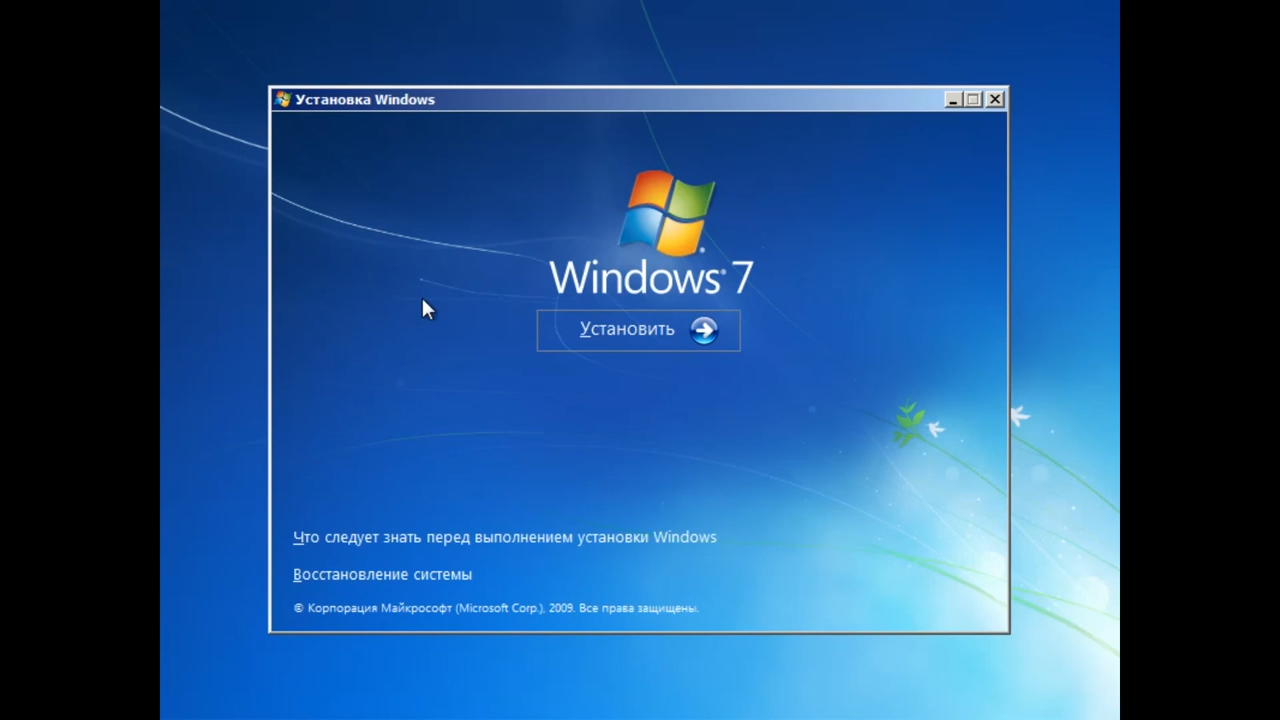 Установка Windows
Windows® 7
Установить
Что следует знать перед выполнением установки Windows
Восстановление системы
© Корпорация Майкрософт (Microsoft Corp.), 2009. Все права защищены.